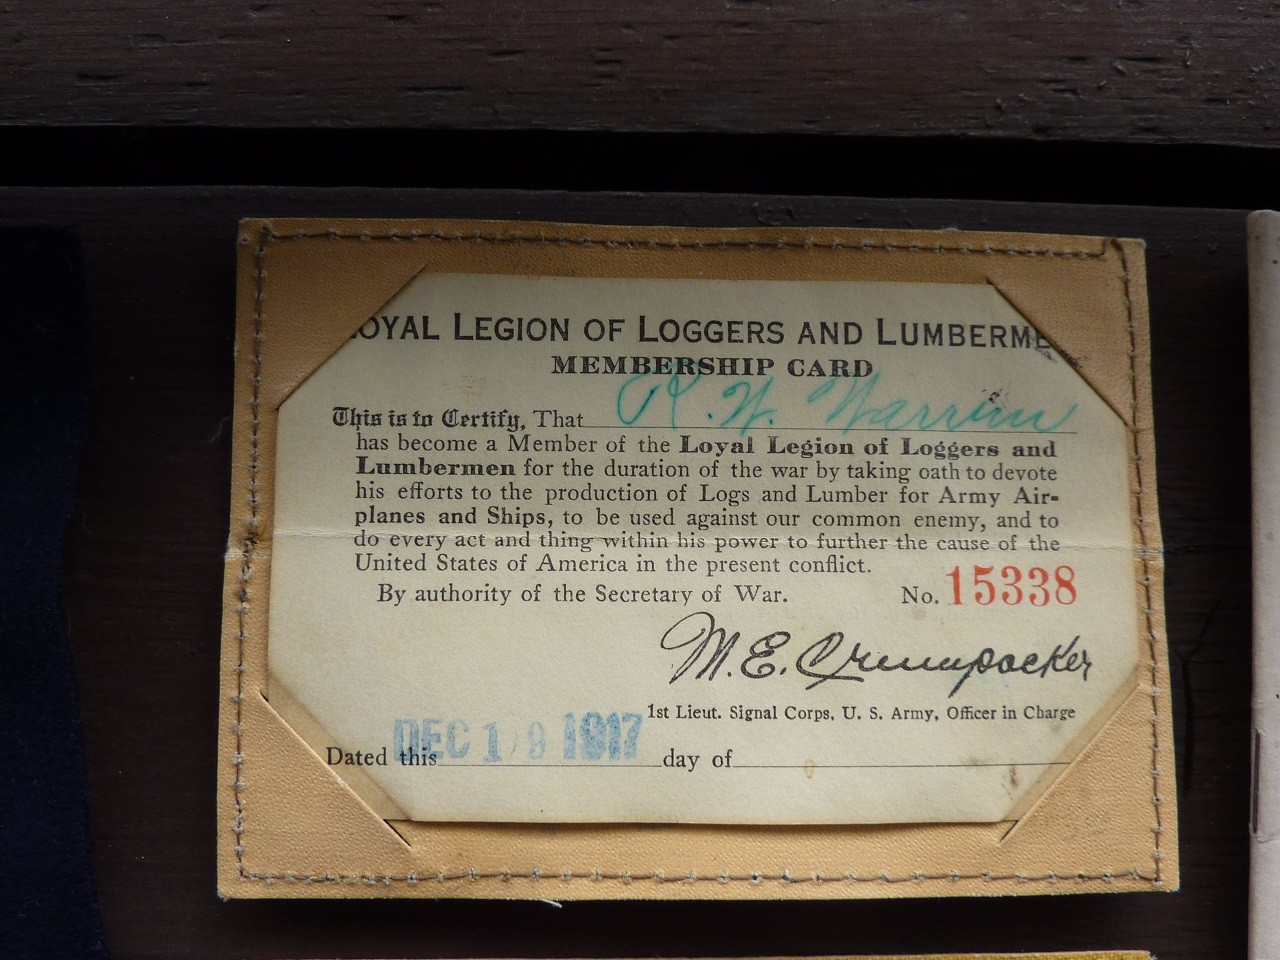 OYAL LEGION OF LOGGERS AND LUMBERME
MEMBERSHIP CARD
This is to Certify, That R. W. Warren
has become a Member of the Loyal Legion of Loggers and
Lumbermen for the duration of the war by taking oath to devote
his efforts to the production of Logs and Lumber for Army Air-
planes and Ships, to be used against our common enemy, and to
do every act and thing within his power to further the cause of the
United States of America in the present conflict.
By authority of the Secretary of War. No. 15338
M. E. Crumpacker
1st Lieut. Signal Corps, U. S. Army, Officer in Charge
Dated this DEC 19 1917 day of